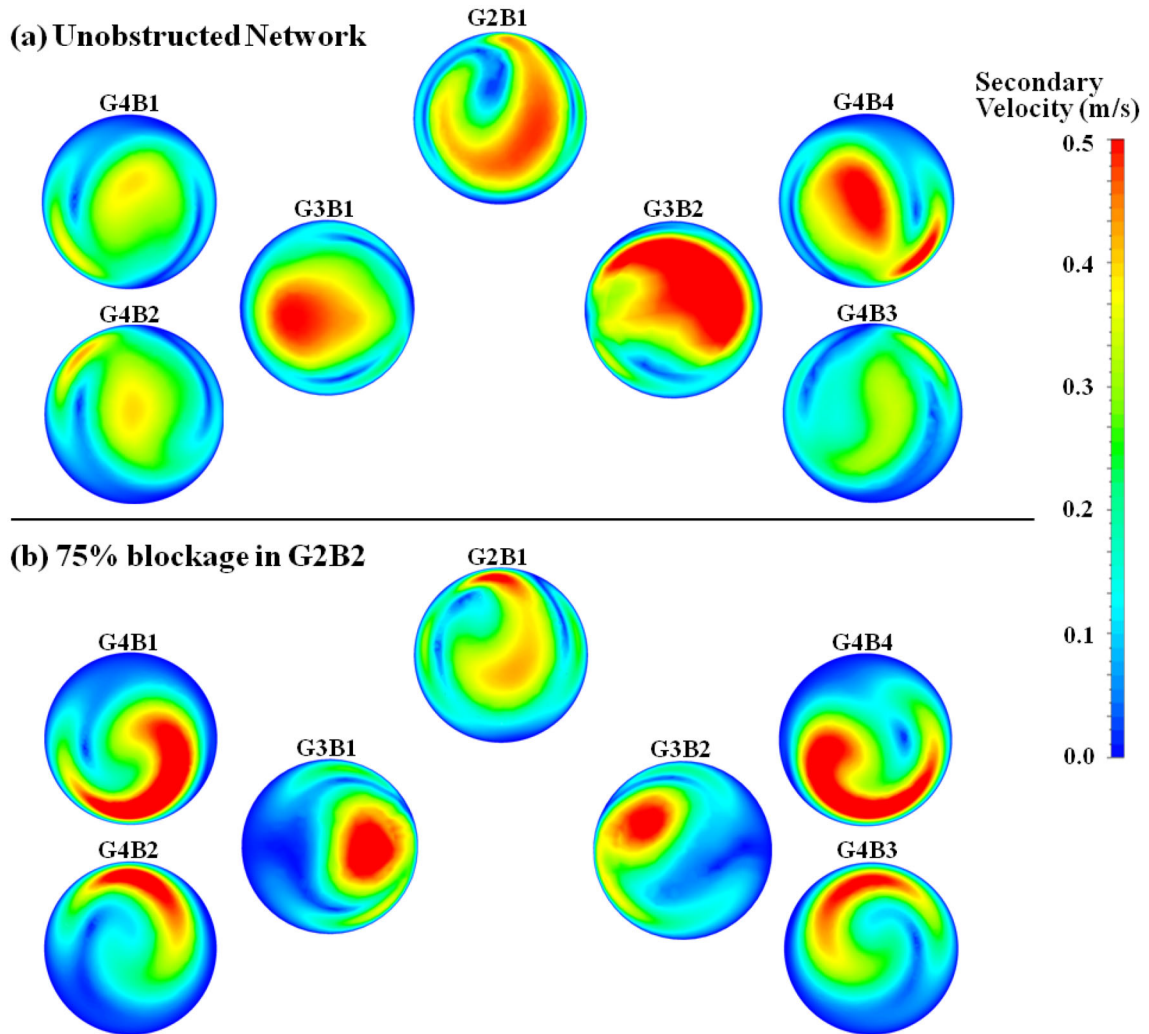 (a) Unobstructed Network
G2B1
G4B1
G4B4
G3B1
G3B2
G4B2
G4B3
Secondary
Velocity (m/s)
0.5
0.4
0.3
0.2
0.1
0.0
(b) 75% blockage in G2B2
G2B1
G4B1
G4B4
G3B1
G3B2
G4B2
G4B3